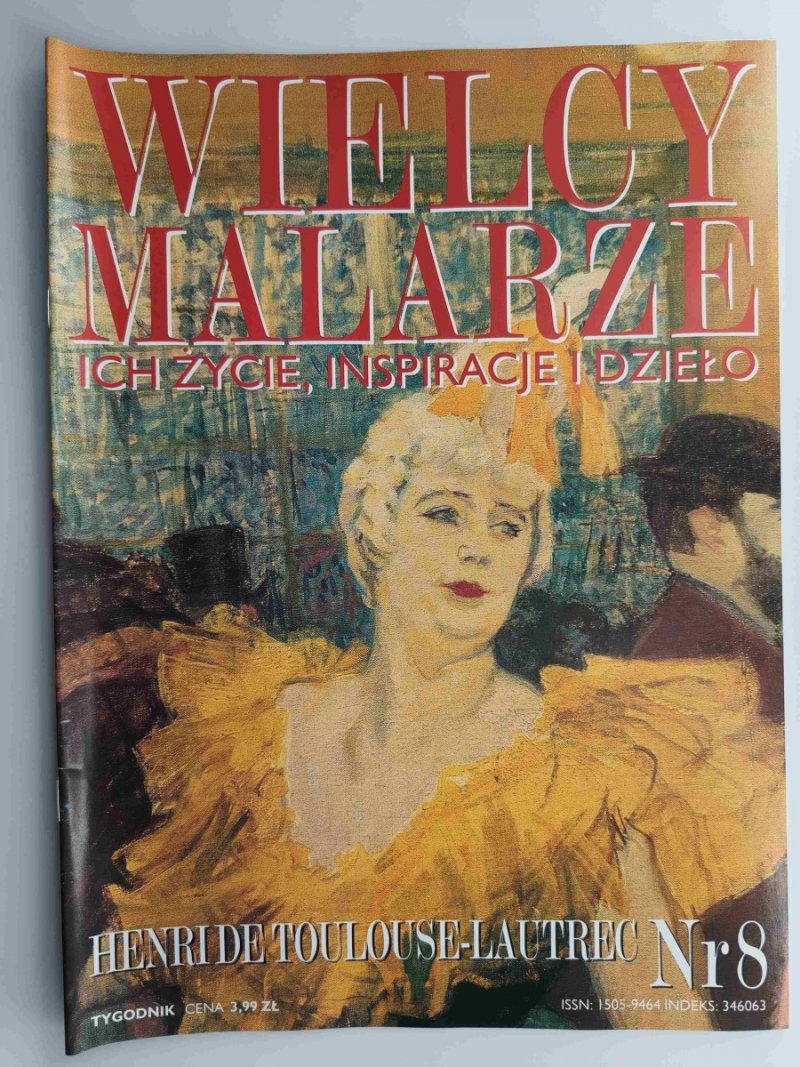 WIELCY
MALARZE
ICH ŻYCIE, INSPIRACJE I DZIEŁO
HENRI DE TOULOUSE-LAUTREC Nr 8
TYGODNIK CENA 3,99 ZŁ ISSN: 1505-9464 INDEKS: 346063